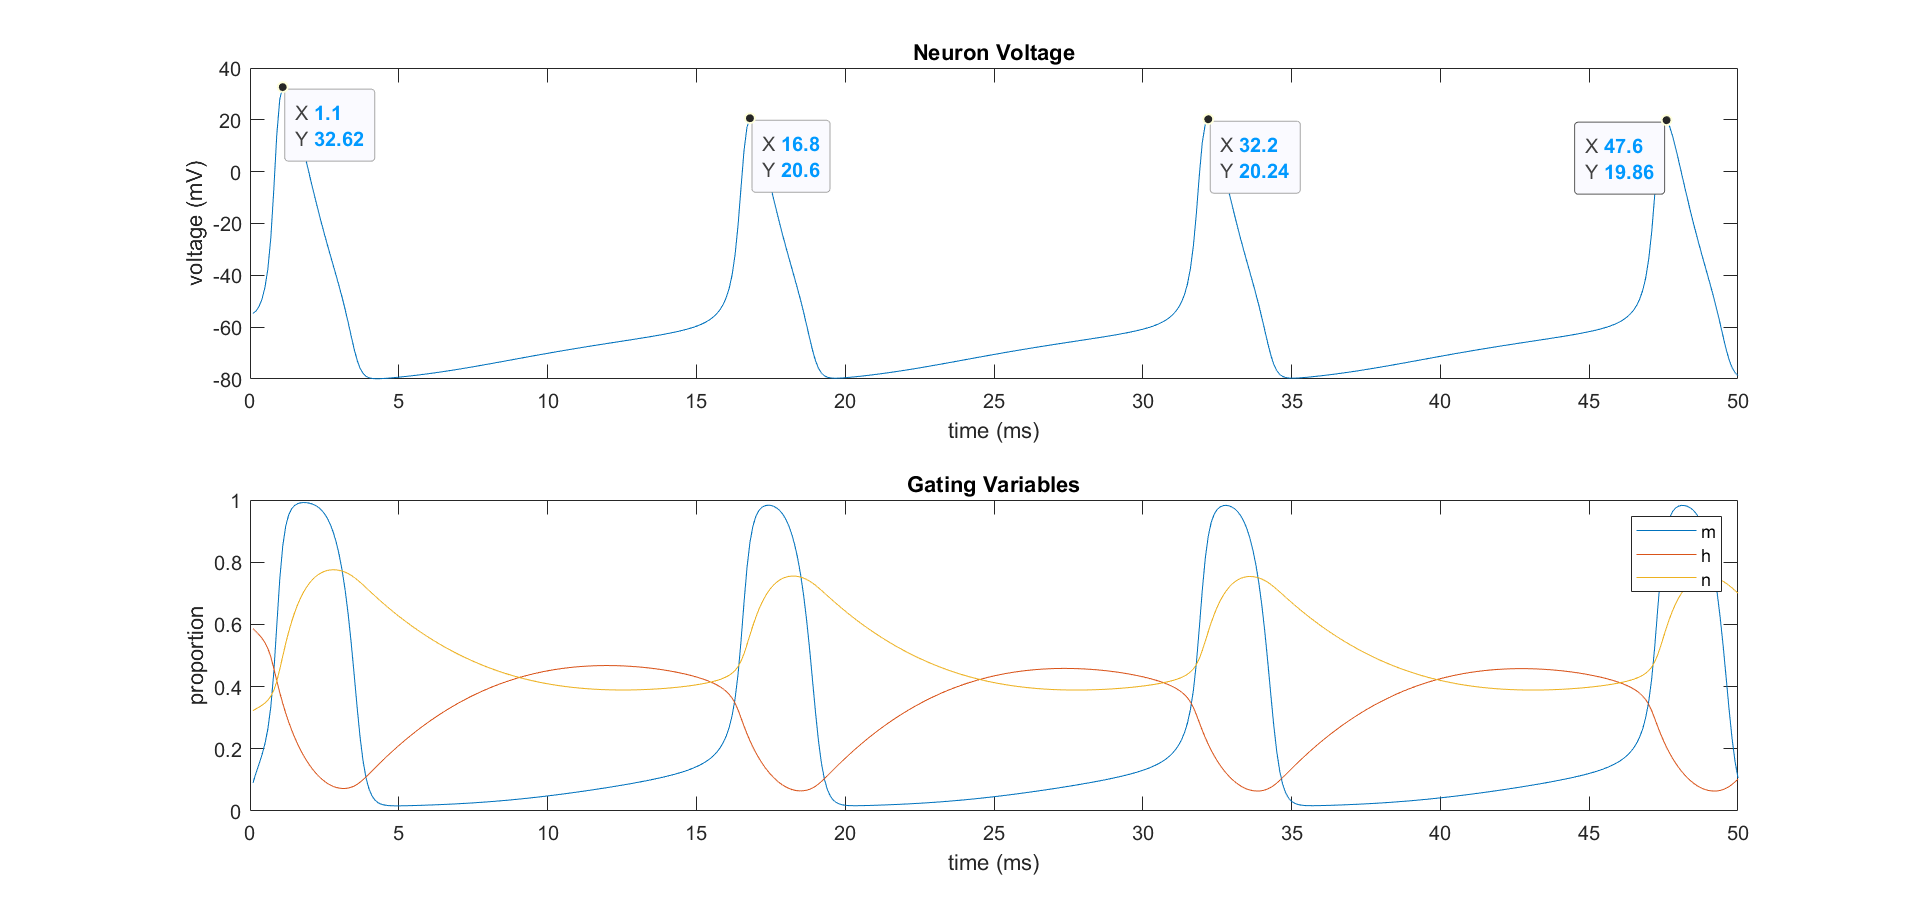 Neuron Voltage
voltage (mV)
40
20
0
-20
-40
-60
-80
X 1.1
Y 32.62
X 16.8
Y 20.6
X 32.2
Y 20.24
X 47.6
Y 19.86
0 5 10 15 20 25 30 35 40 45 50
time (ms)
Gating Variables
proportion
1
0.8
0.6
0.4
0.2
0
m
h
n
0 5 10 15 20 25 30 35 40 45 50
time (ms)